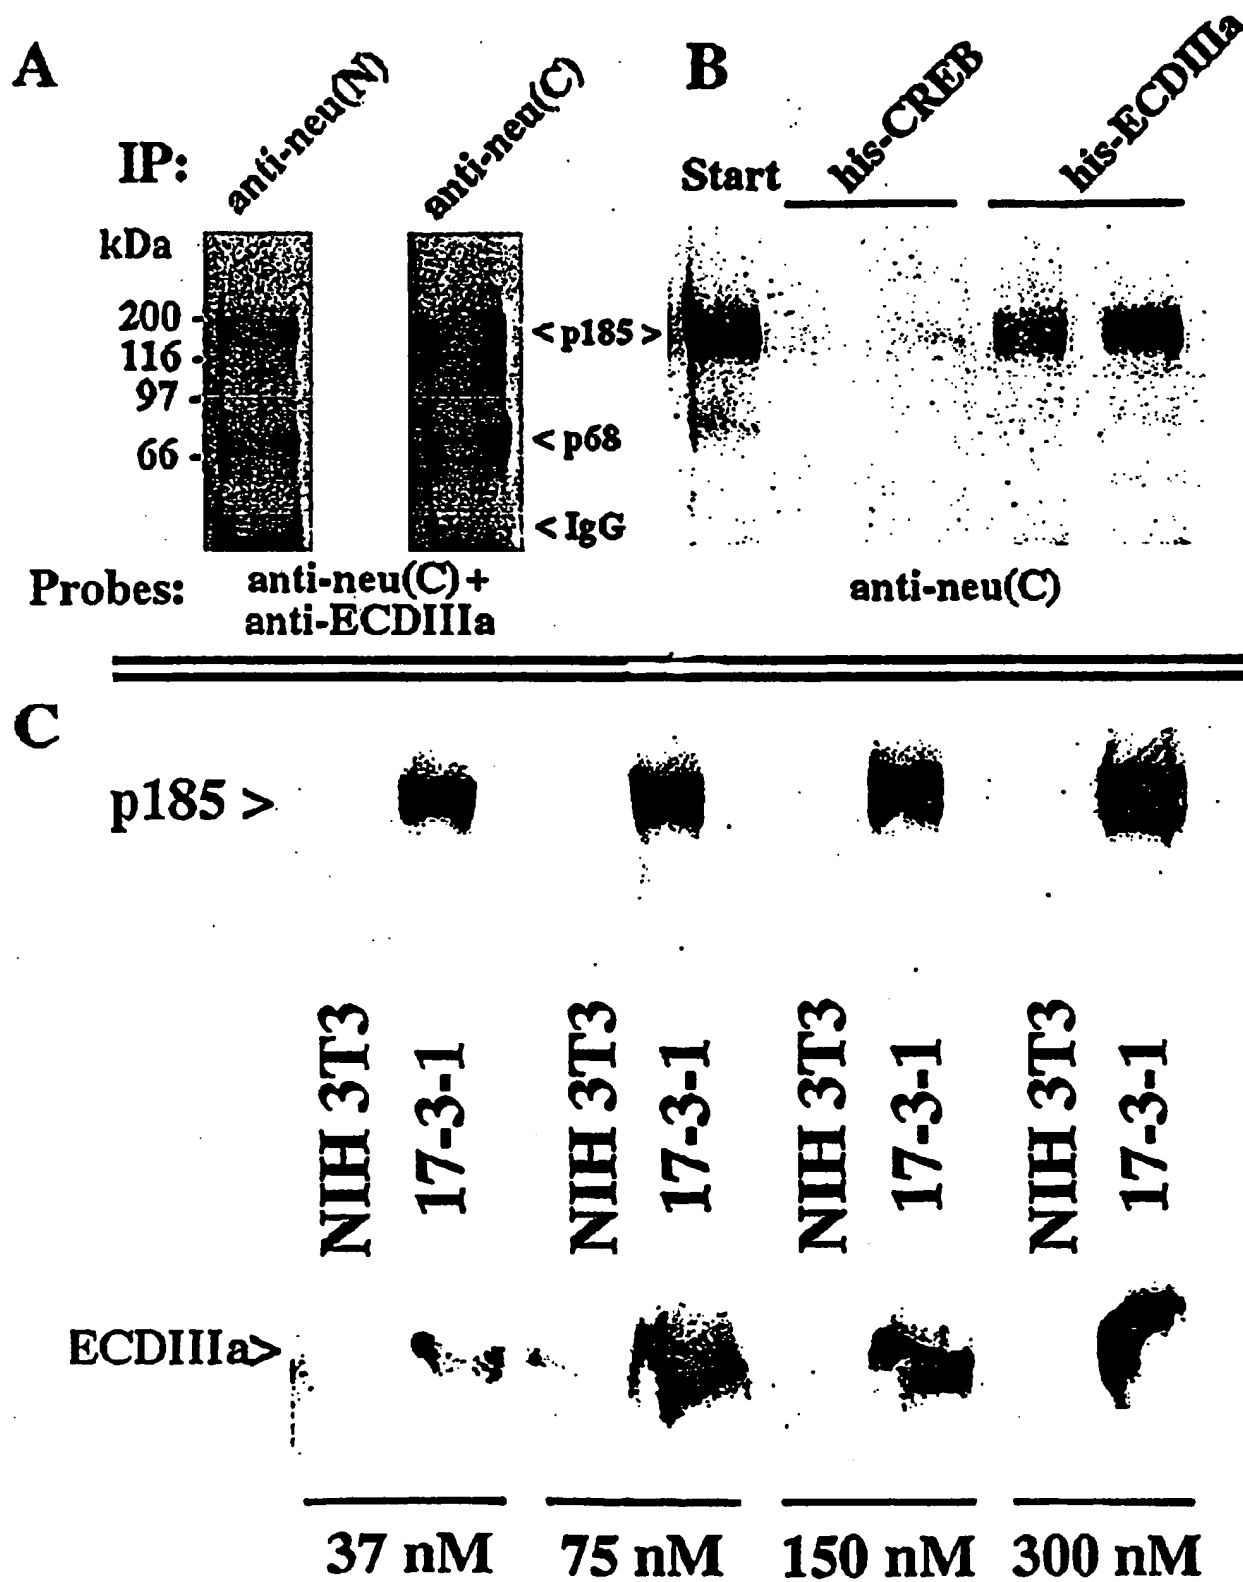 A
B
IP:
anti-neu(N)
anti-neu(C)
Start
his-CREB
his-ECDIIIa
kDa
200 -
116 -
97 -
66 -
< p185 >
< p68
< IgG
Probes:
anti-neu(C) +
anti-ECDIIIa
anti-neu(C)
C
p185 >
NIH 3T3
17-3-1
NIH 3T3
17-3-1
NIH 3T3
17-3-1
NIH 3T3
17-3-1
ECDIIIa>
37 nM
75 nM
150 nM
300 nM